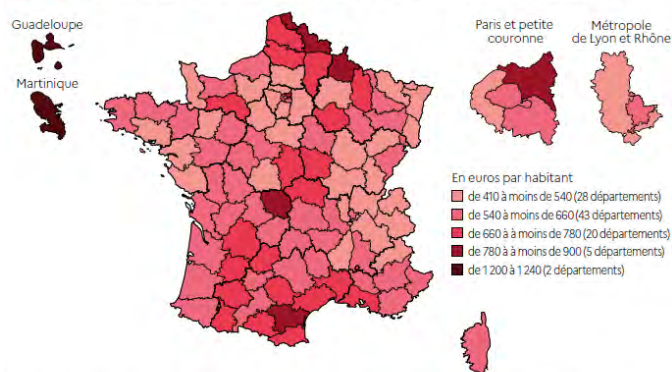 Guadeloupe
Martinique
Paris et petite
couronne
Métropole
de Lyon et Rhône
En euros par habitant
de 410 à moins de 540 (28 départements)
de 540 à moins de 660 (43 départements)
de 660 à à moins de 780 (20 départements)
de 780 à à moins de 900 (5 départements)
de 1 200 à 1 240 (2 départements)